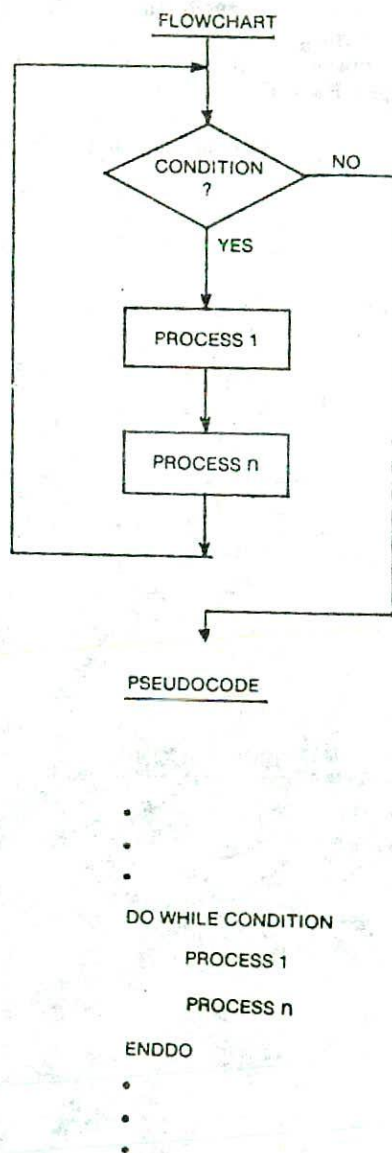 FLOWCHART
CONDITION
?
NO
YES
PROCESS 1
PROCESS n
PSEUDOCODE
•
•
•
DO WHILE CONDITION
PROCESS 1
PROCESS n
ENDDO
•
•
•